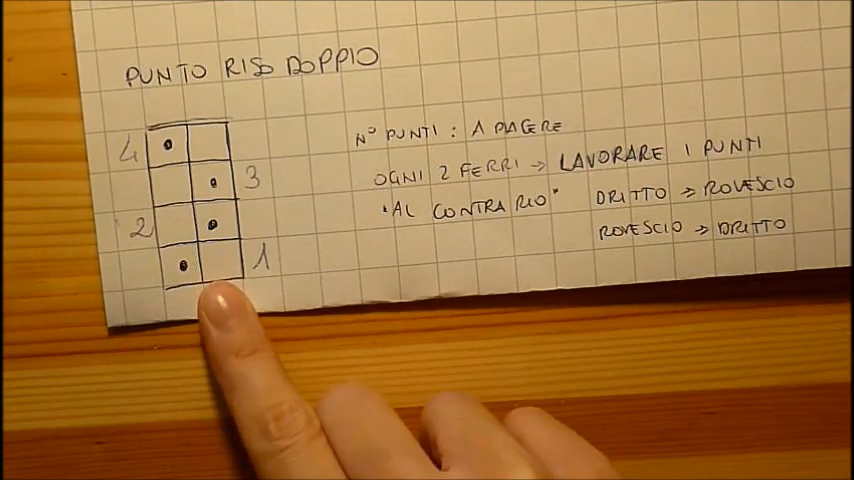 PUNTO RISO DOPPIO
4
3
2
1
N° PUNTI : A PIACERE
OGNI 2 FERRI → LAVORARE I PUNTI
"AL CONTRARIO" DRITTO → ROVESCIO
ROVESCIO → DRITTO